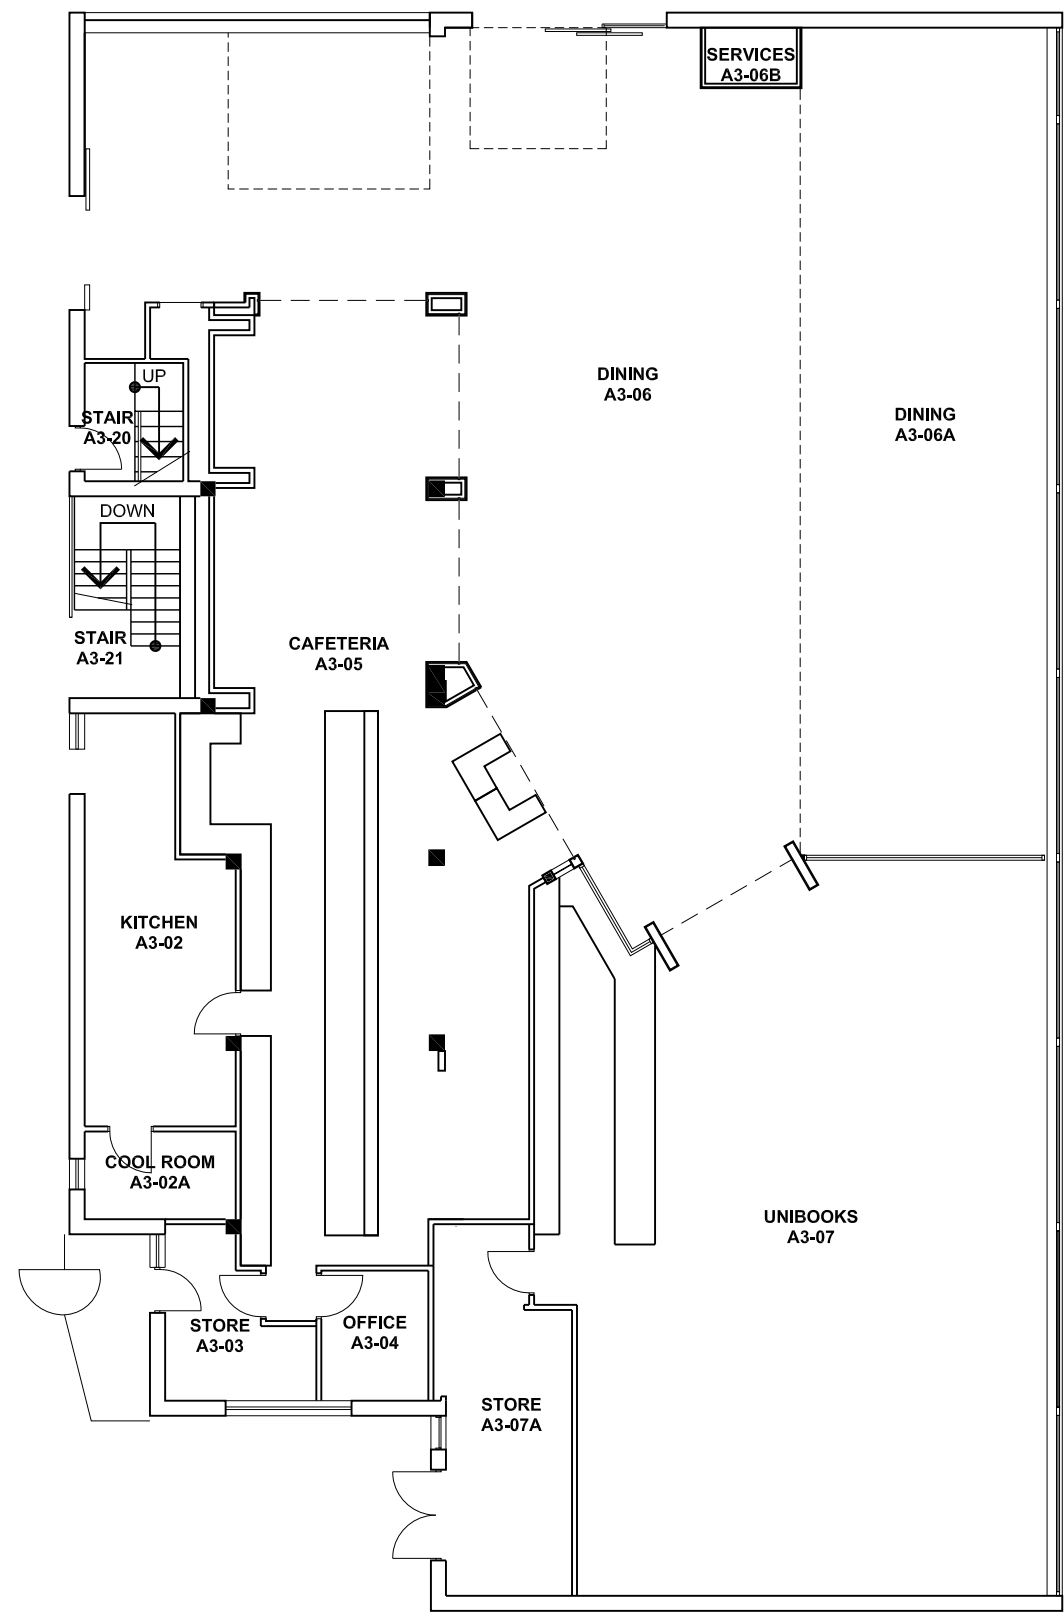 SERVICES
A3-06B
DINING
A3-06
UP
STAIR
A3-20
DINING
A3-06A
DOWN
STAIR
A3-21
CAFETERIA
A3-05
KITCHEN
A3-02
COOL ROOM
A3-02A
UNIBOOKS
A3-07
STORE
A3-03
OFFICE
A3-04
STORE
A3-07A